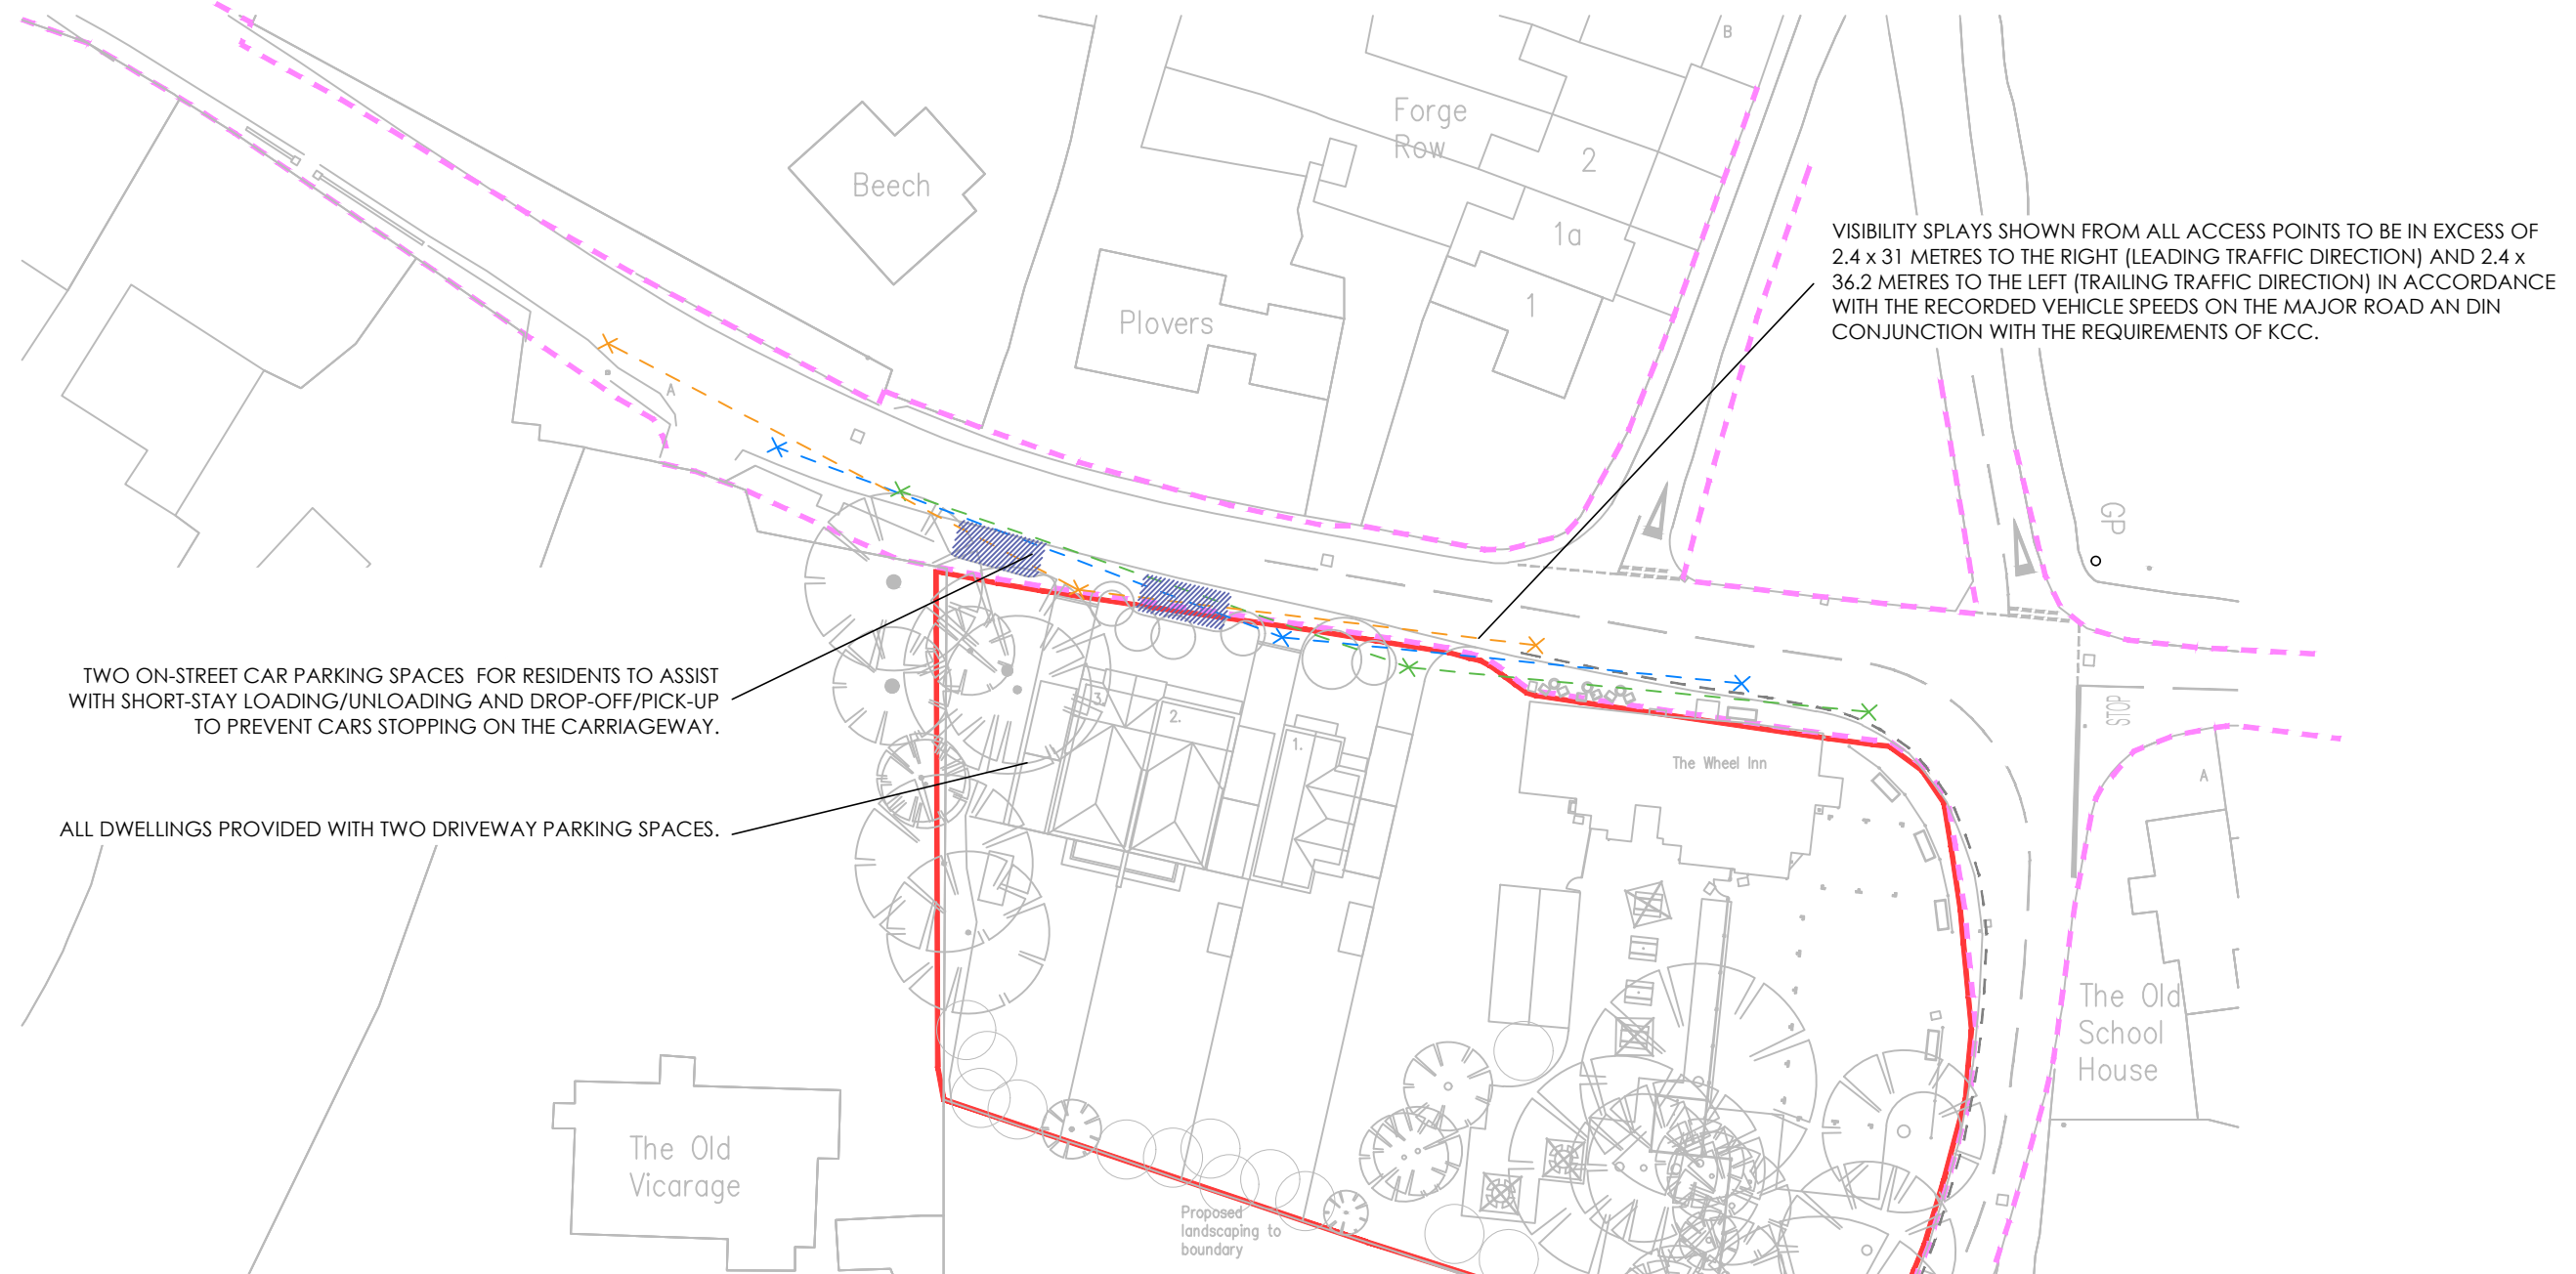 B
Forge
Row
2
Beech
1a
VISIBILITY SPLAYS SHOWN FROM ALL ACCESS POINTS TO BE IN EXCESS OF
2.4 x 31 METRES TO THE RIGHT (LEADING TRAFFIC DIRECTION) AND 2.4 x
36.2 METRES TO THE LEFT (TRAILING TRAFFIC DIRECTION) IN ACCORDANCE
WITH THE RECORDED VEHICLE SPEEDS ON THE MAJOR ROAD AN DIN
CONJUNCTION WITH THE REQUIREMENTS OF KCC.
1
Plovers
A
GP
TWO ON-STREET CAR PARKING SPACES FOR RESIDENTS TO ASSIST
WITH SHORT-STAY LOADING/UNLOADING AND DROP-OFF/PICK-UP
TO PREVENT CARS STOPPING ON THE CARRIAGEWAY.
3.
2.
1.
STOP
The Wheel Inn
A
ALL DWELLINGS PROVIDED WITH TWO DRIVEWAY PARKING SPACES.
The Old
School
House
The Old
Vicarage
Proposed
landscaping to
boundary